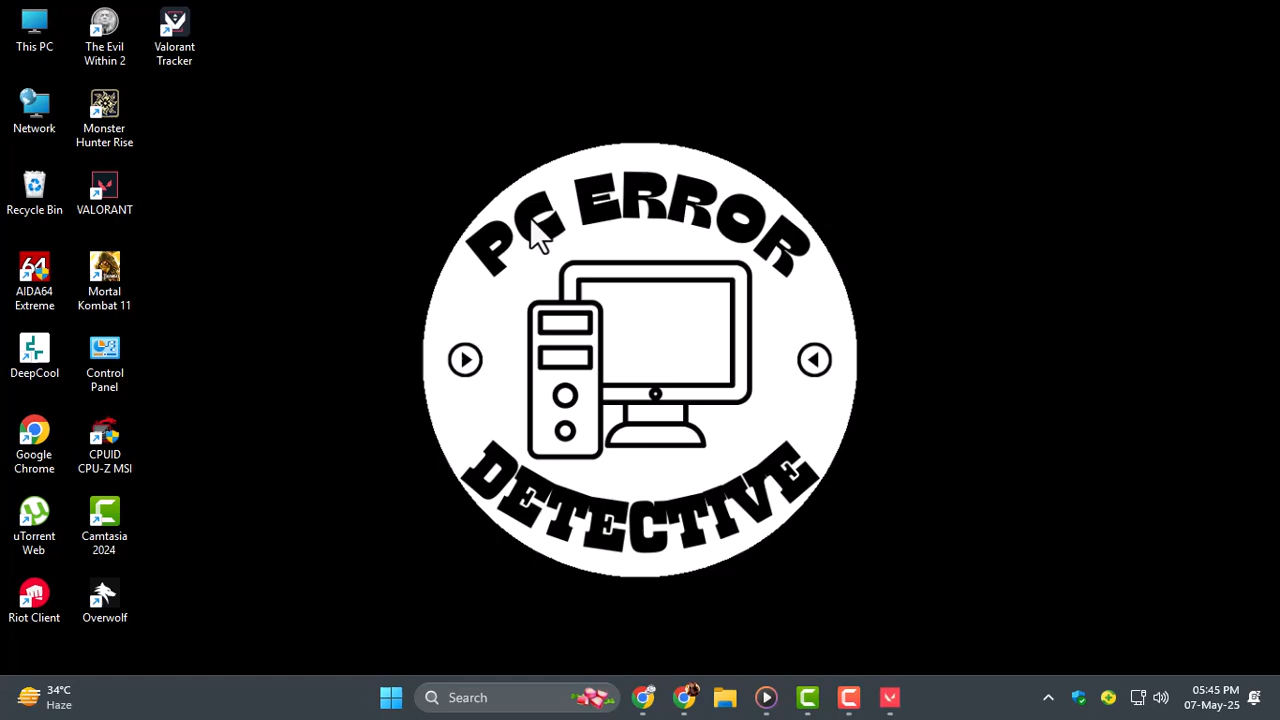 This PC
The Evil
Within 2
Valorant
Tracker
Network
Monster
Hunter Rise
Recycle Bin
VALORANT
64
AIDA64
Extreme
Mortal
Kombat 11
DeepCool
Control
Panel
Google
Chrome
CPUID
CPU-Z MSI
uTorrent
Web
Camtasia
2024
Riot Client
Overwolf
PC ERROR
DETECTIVE
34°C
Haze
Search
05:45 PM
07-May-25